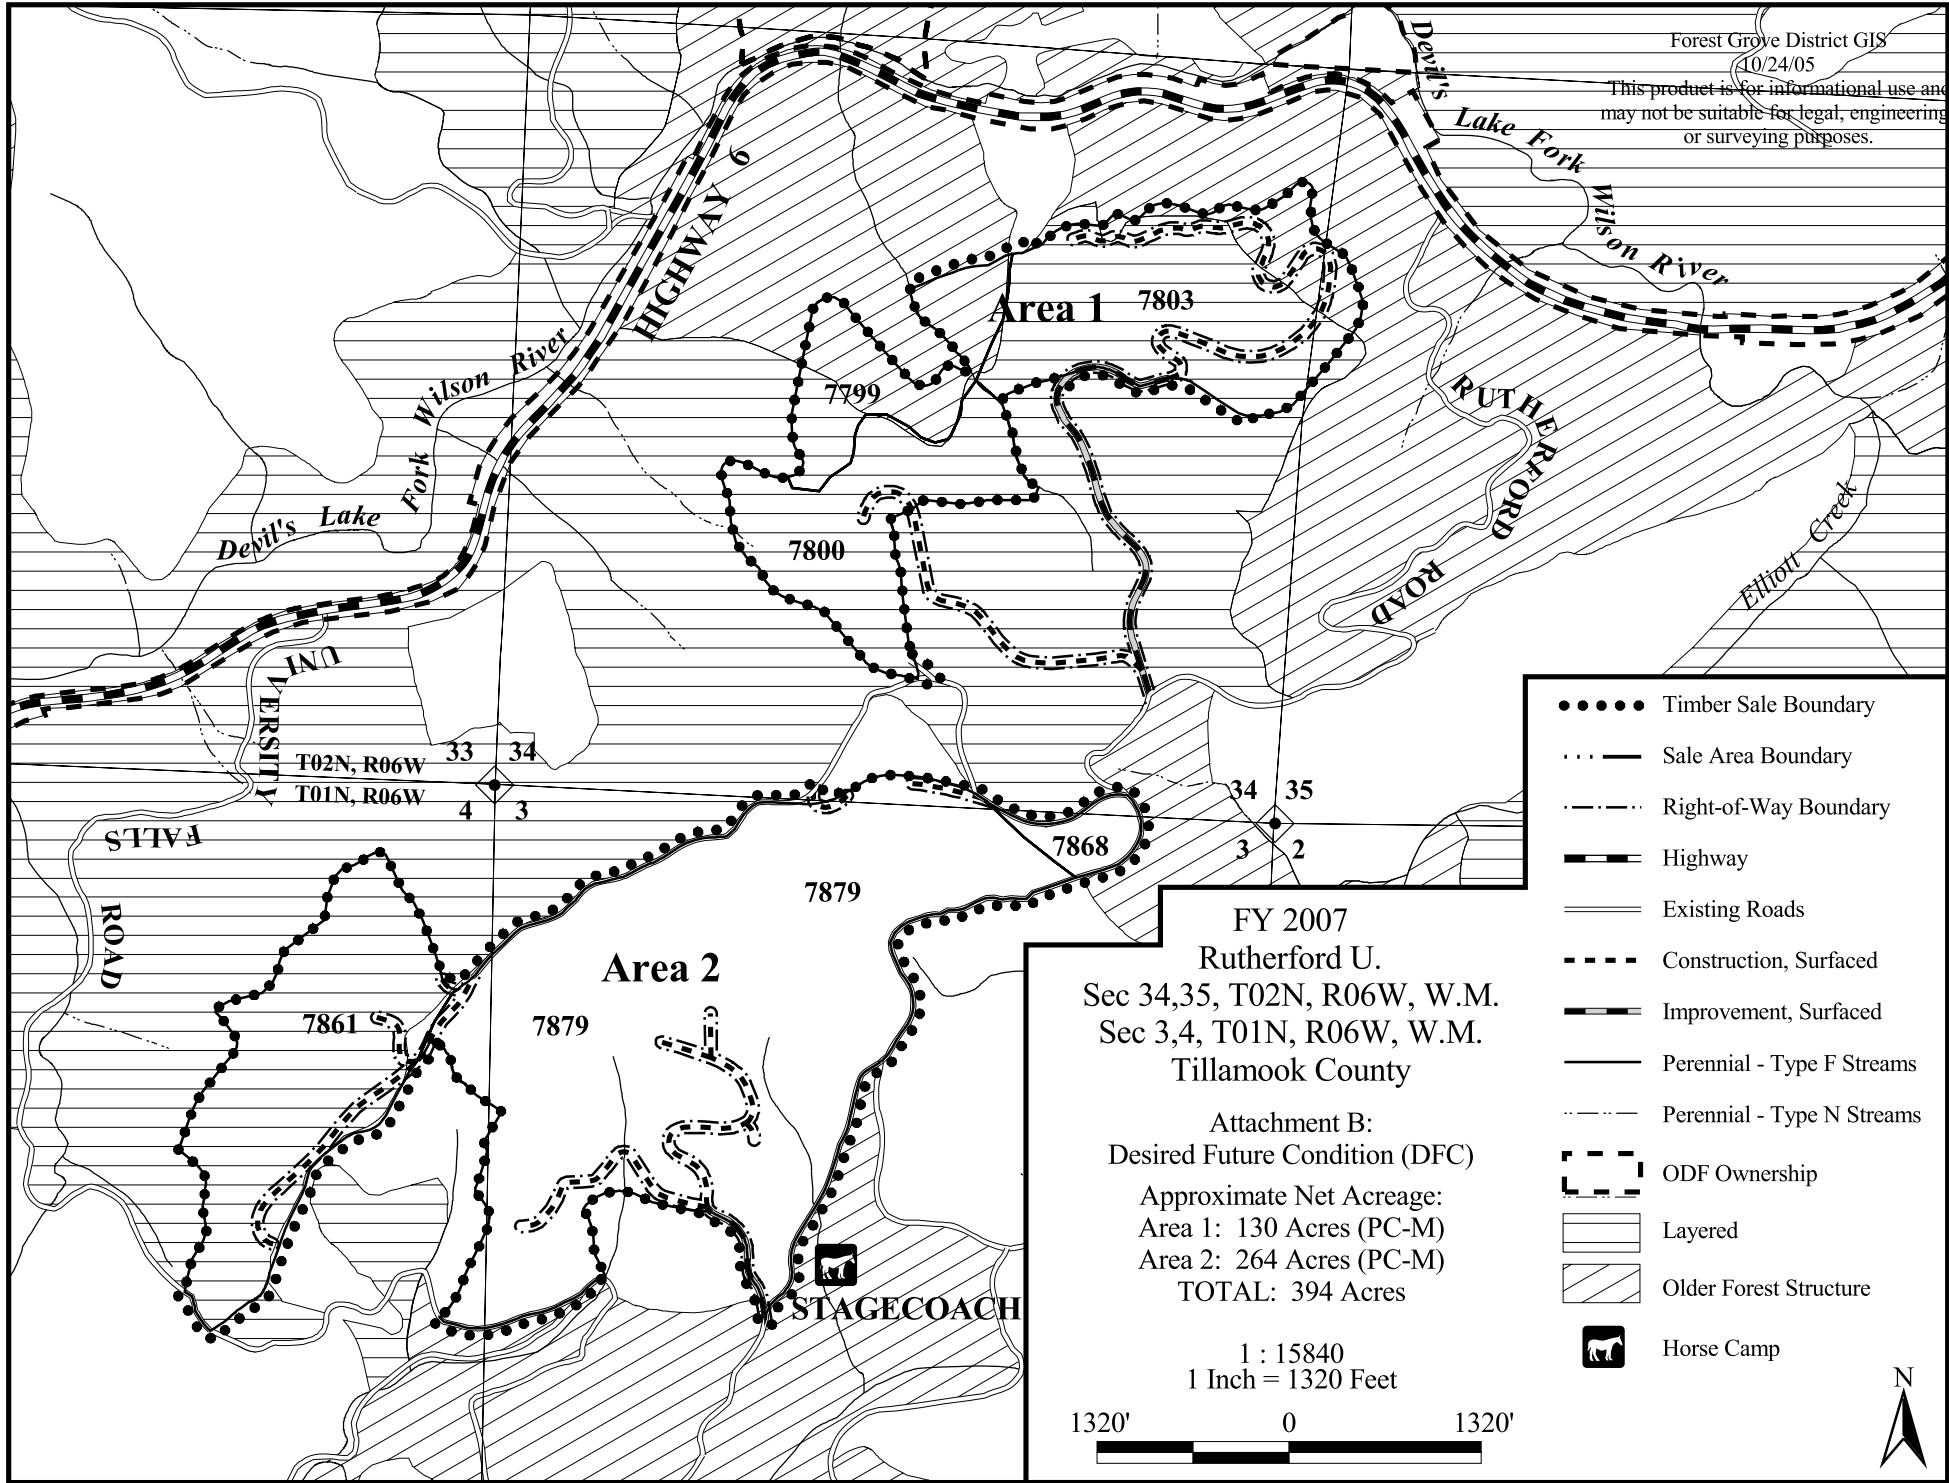 Forest Grove District GIS
10/24/05
This product is for informational use and
may not be suitable for legal, engineering
or surveying purposes.
Devil's Lake Fork Wilson River
HIGHWAY 6
Area 1
7803
7799
7800
Devil's Lake Fork Wilson River
RUTHERFORD ROAD
Elliott Creek
UNIVERSITY FALLS ROAD
33 34
T02N, R06W
T01N, R06W
4 3
34 35
3 2
7868
7879
Area 2
7879
7861
STAGECOACH
Timber Sale Boundary
Sale Area Boundary
Right-of-Way Boundary
Highway
Existing Roads
Construction, Surfaced
Improvement, Surfaced
Perennial - Type F Streams
Perennial - Type N Streams
ODF Ownership
Layered
Older Forest Structure
Horse Camp
FY 2007
Rutherford U.
Sec 34,35, T02N, R06W, W.M.
Sec 3,4, T01N, R06W, W.M.
Tillamook County
Attachment B:
Desired Future Condition (DFC)
Approximate Net Acreage:
Area 1: 130 Acres (PC-M)
Area 2: 264 Acres (PC-M)
TOTAL: 394 Acres
1 : 15840
1 Inch = 1320 Feet
1320' 0 1320'
N